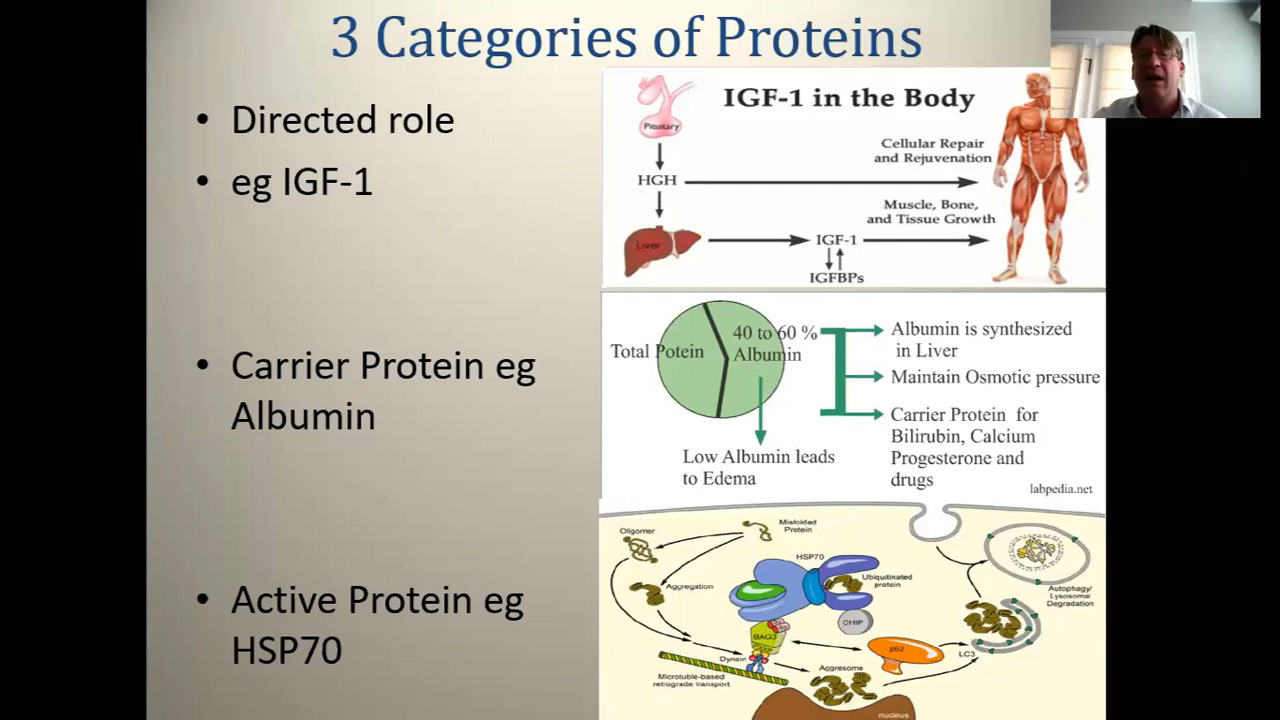 3 Categories of Proteins
• Directed role
• eg IGF-1
• Carrier Protein eg
Albumin
• Active Protein eg
HSP70
IGF-1 in the Body
Pituitary
Cellular Repair
and Rejuvenation
HGH
Muscle, Bone,
and Tissue Growth
Liver
IGF-1
IGFBPs
Total Potein
40 to 60 %
Albumin
Albumin is synthesized
in Liver
Maintain Osmotic pressure
Carrier Protein for
Bilirubin, Calcium
Progesterone and
drugs
Low Albumin leads
to Edema
labpedia.net
Oligomer
Misfolded
Protein
HSP70
Aggregation
Ubiquitinated
protein
Autophagy/
Lysosomal
Degradation
CHIP
BAG3
p62
LC3
Dynein
Microtuble-based
retrograde transport
Aggresome
nucleus